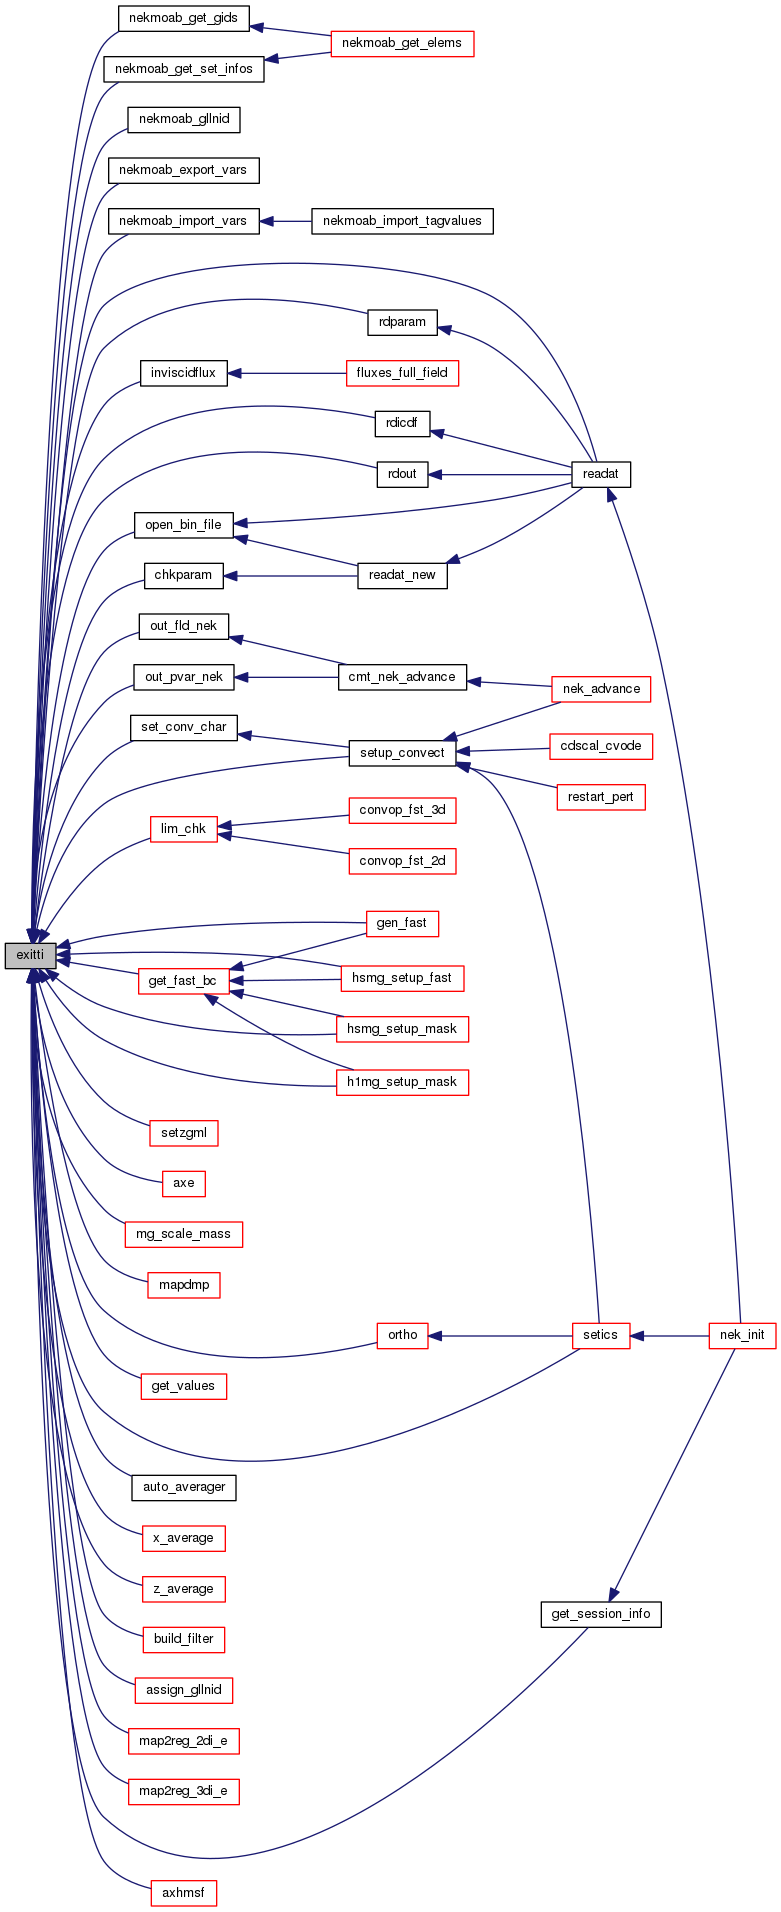 nekmoab_get_gids
nekmoab_get_elems
nekmoab_get_set_infos
nekmoab_gllnid
nekmoab_export_vars
nekmoab_import_vars
nekmoab_import_tagvalues
rdparam
inviscidflux
fluxes_full_field
rdicdf
rdout
readat
open_bin_file
chkparam
readat_new
out_fld_nek
out_pvar_nek
cmt_nek_advance
nek_advance
set_conv_char
setup_convect
cdscal_cvode
restart_pert
lim_chk
convop_fst_3d
convop_fst_2d
gen_fast
exitti
get_fast_bc
hsmg_setup_fast
hsmg_setup_mask
h1mg_setup_mask
setzgml
axe
mg_scale_mass
mapdmp
ortho
setics
nek_init
get_values
auto_averager
x_average
z_average
get_session_info
build_filter
assign_gllnid
map2reg_2di_e
map2reg_3di_e
axhmsf